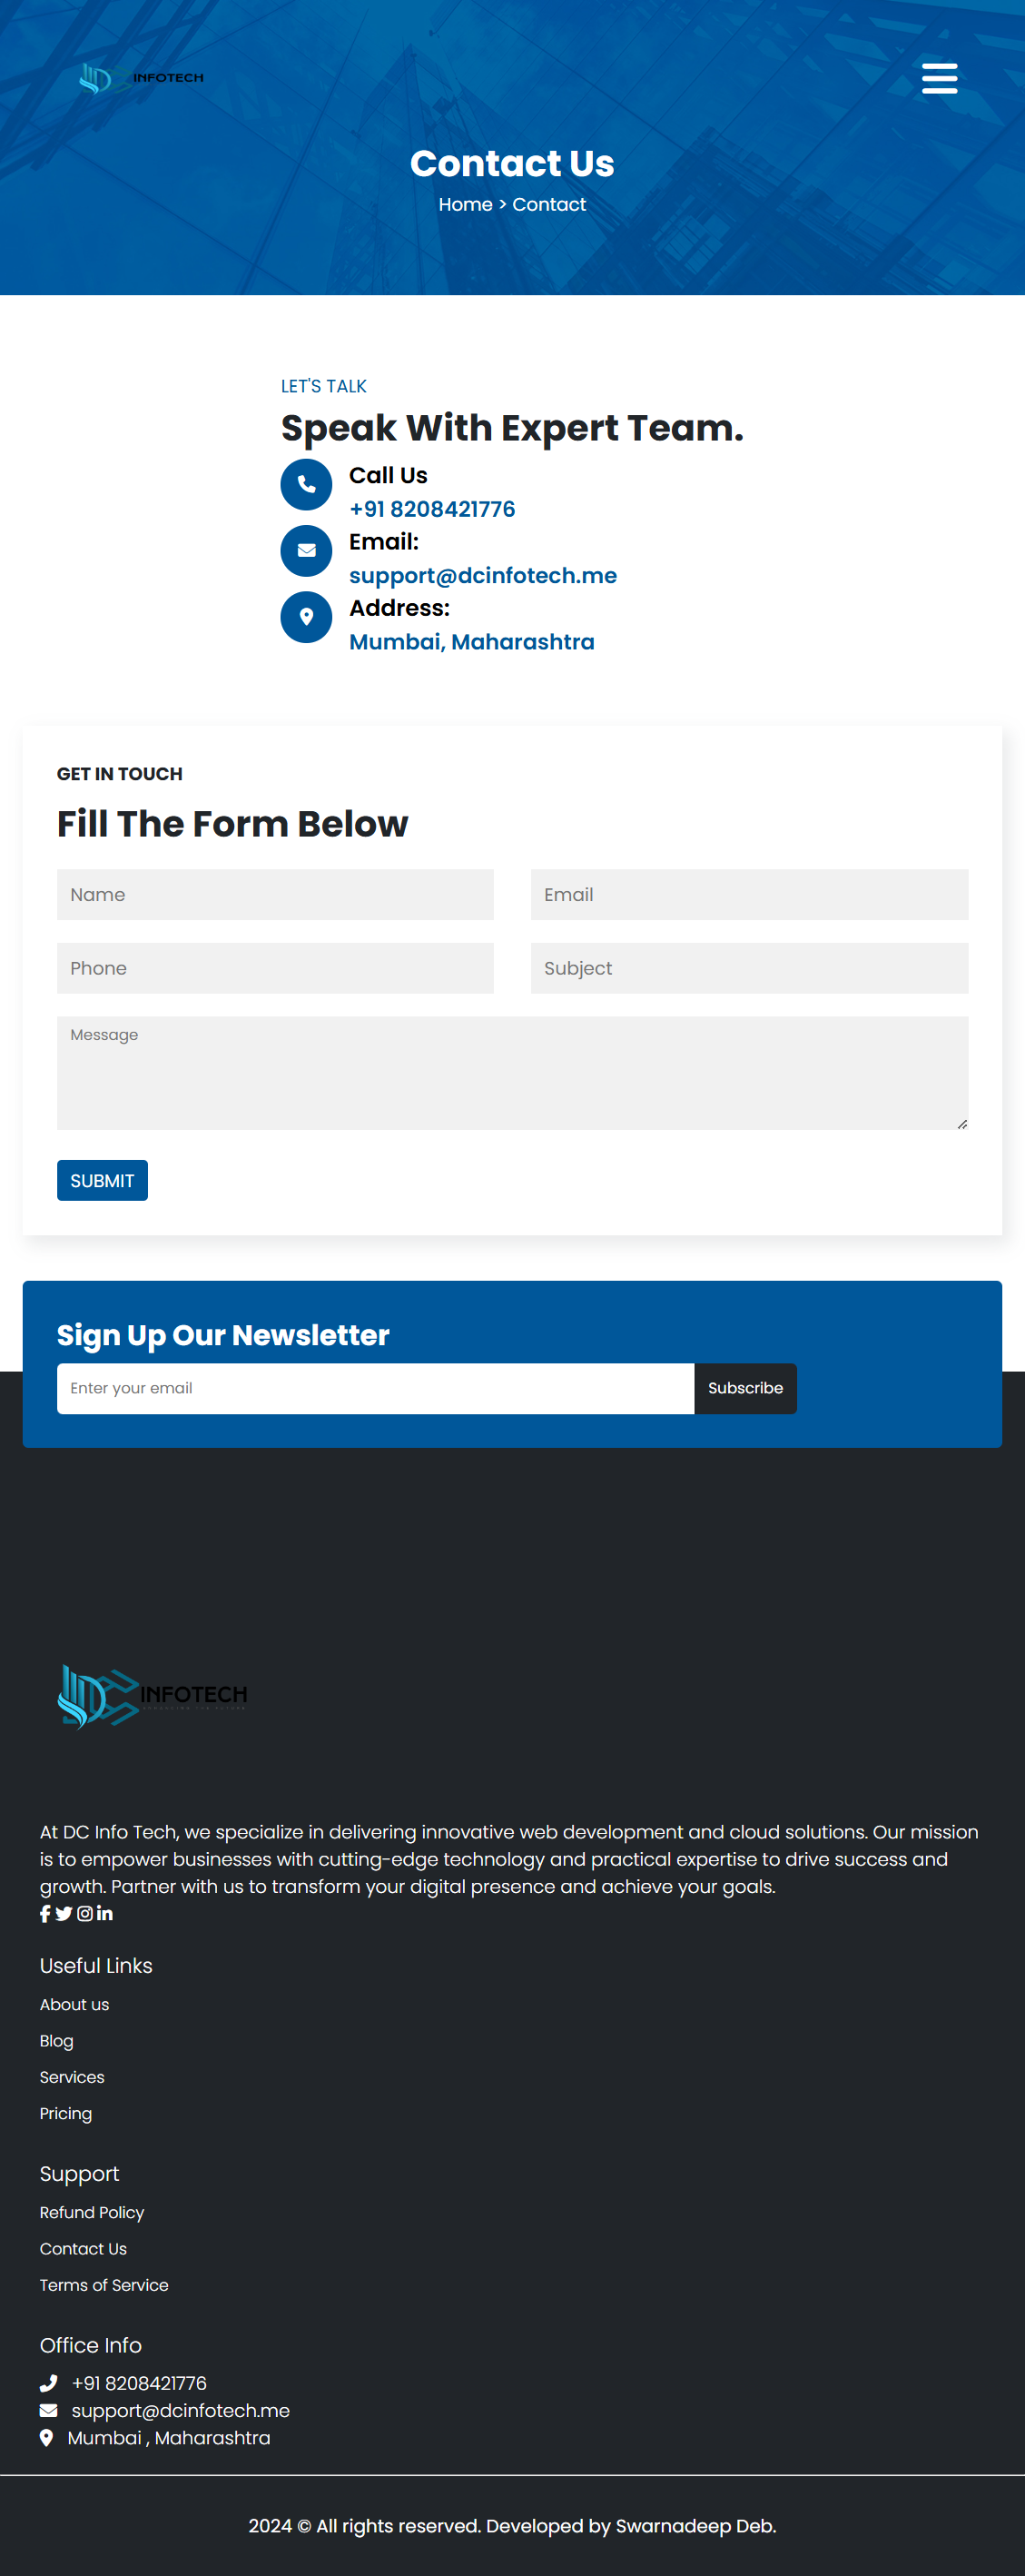 INFOTECH
Contact Us
Home > Contact
LET'S TALK
Speak With Expert Team.
Call Us
+91 8208421776
Email:
support@dcinfotech.me
Address:
Mumbai, Maharashtra
GET IN TOUCH
Fill The Form Below
Name
Email
Phone
Subject
Message
SUBMIT
Sign Up Our Newsletter
Enter your email
Subscribe
INFOTECH
At DC Info Tech, we specialize in delivering innovative web development and cloud solutions. Our mission
is to empower businesses with cutting-edge technology and practical expertise to drive success and
growth. Partner with us to transform your digital presence and achieve your goals.
Useful Links
About us
Blog
Services
Pricing
Support
Refund Policy
Contact Us
Terms of Service
Office Info
+91 8208421776
support@dcinfotech.me
Mumbai , Maharashtra
2024 © All rights reserved. Developed by Swarnadeep Deb.